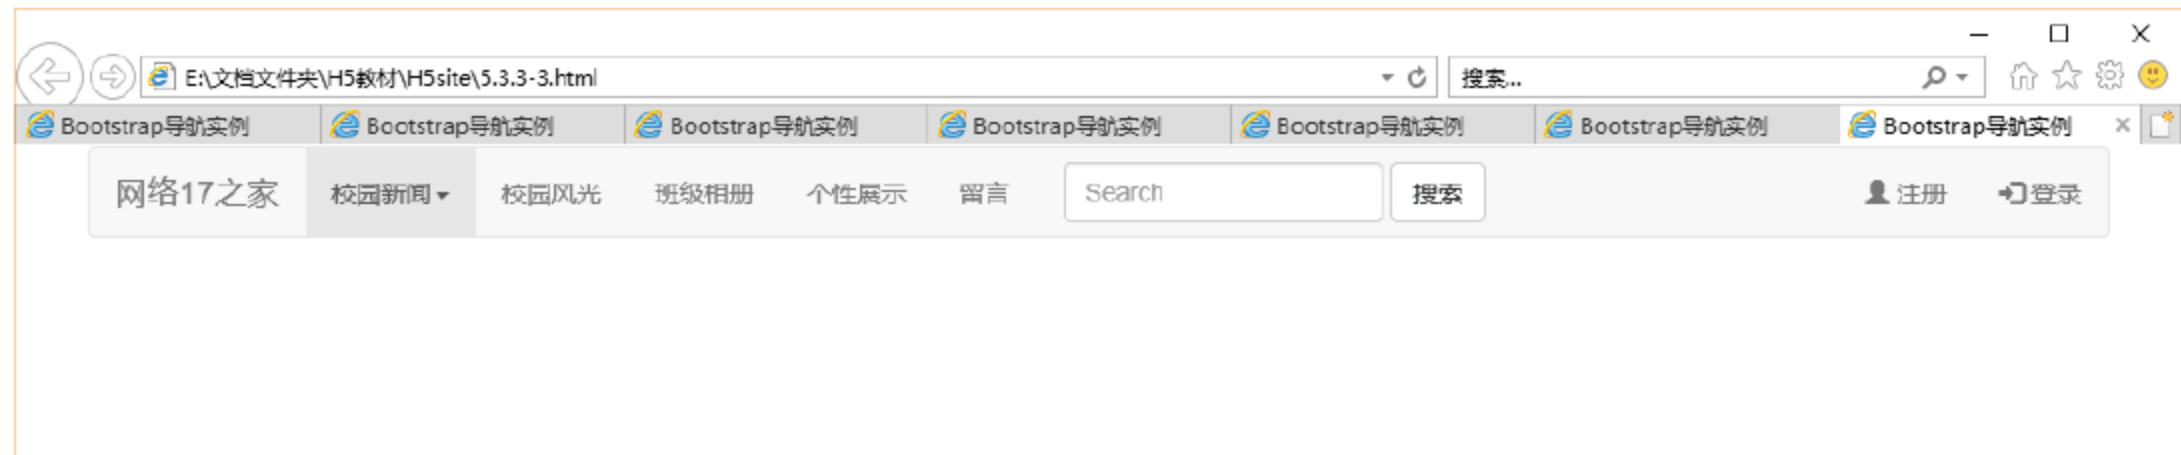 E:\文档文件夹\H5教材\H5site\5.3.3-3.html 搜索...
Bootstrap导航实例 Bootstrap导航实例 Bootstrap导航实例 Bootstrap导航实例 Bootstrap导航实例 Bootstrap导航实例 Bootstrap导航实例
网络17之家 校园新闻 校园风光 班级相册 个性展示 留言 Search 搜索 注册 登录